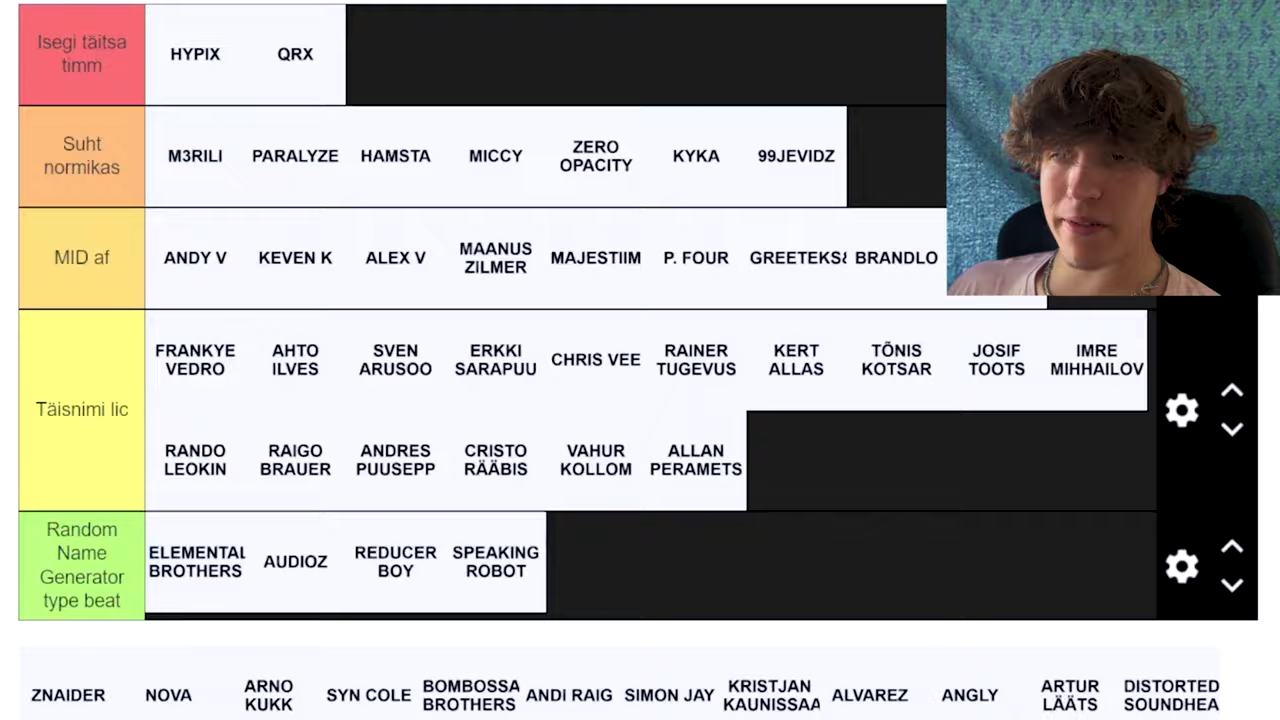 Isegi täitsa
timm
HYPIX
QRX
Suht
normikas
M3RILI
PARALYZE
HAMSTA
MICCY
ZERO
OPACITY
KYKA
99JEVIDZ
MID af
ANDY V
KEVEN K
ALEX V
MAANUS
ZILMER
MAJESTIIM
P. FOUR
GREETEKS&
BRANDLO
Täisnimi lic
FRANKYE
VEDRO
AHTO
ILVES
SVEN
ARUSOO
ERKKI
SARAPUU
CHRIS VEE
RAINER
TUGEVUS
KERT
ALLAS
TÕNIS
KOTSAR
JOSIF
TOOTS
IMRE
MIHHAILOV
RANDO
LEOKIN
RAIGO
BRAUER
ANDRES
PUUSEPP
CRISTO
RÄÄBIS
VAHUR
KOLLOM
ALLAN
PERAMETS
Random
Name
Generator
type beat
ELEMENTAL
BROTHERS
AUDIOZ
REDUCER
BOY
SPEAKING
ROBOT
ZNAIDER
NOVA
ARNO
KUKK
SYN COLE
BOMBOSSA
BROTHERS
ANDI RAIG
SIMON JAY
KRISTJAN
KAUNISSAA
ALVAREZ
ANGLY
ARTUR
LÄÄTS
DISTORTED
SOUNDHEA